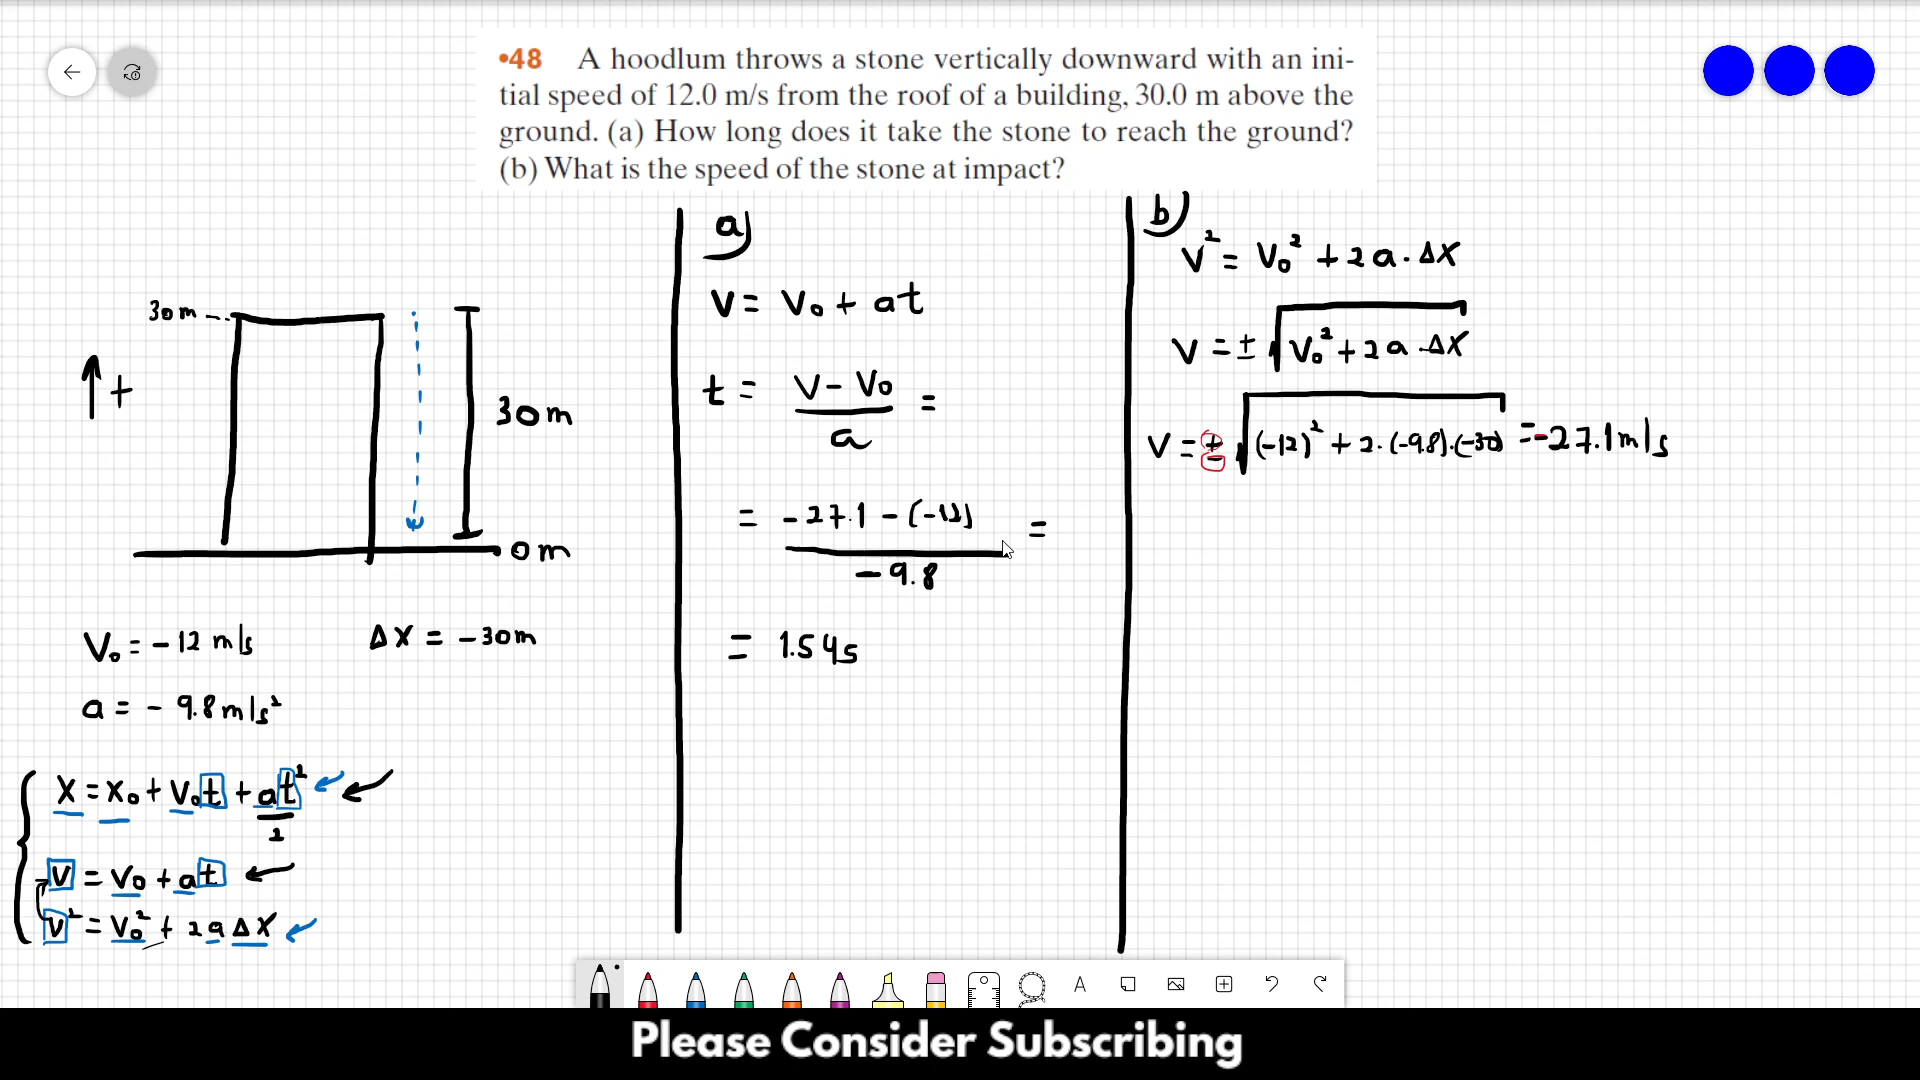 •48 A hoodlum throws a stone vertically downward with an ini-
tial speed of 12.0 m/s from the roof of a building, 30.0 m above the
ground. (a) How long does it take the stone to reach the ground?
(b) What is the speed of the stone at impact?
30m
+
30m
0m
V₀ = -12 m/s
ΔX = -30m
a = - 9.8 m/s²
X = X₀ + V₀t + at²/2
V = V₀ + at
V² = V₀² + 2aΔX
a)
V = V₀ + at
t = (V - V₀)/a =
= (-27.1 - (-12))/-9.8 =
= 1.54s
b)
V² = V₀² + 2a.ΔX
V = ± √(V₀² + 2a.ΔX)
V = ± √((-12)² + 2.(-9.8).(-30)) = -27.1m/s
A
Please Consider Subscribing